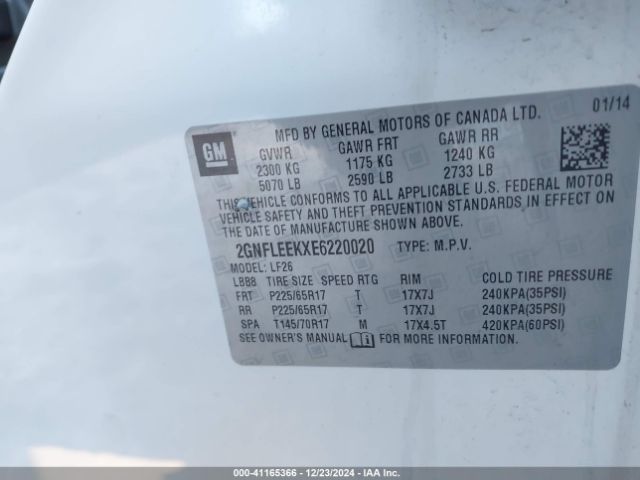 01/14
GM
MFD BY GENERAL MOTORS OF CANADA LTD.
GVWR GAWR FRT GAWR RR
2300 KG 1175 KG 1240 KG
5070 LB 2590 LB 2733 LB
THIS VEHICLE CONFORMS TO ALL APPLICABLE U.S. FEDERAL MOTOR
VEHICLE SAFETY AND THEFT PREVENTION STANDARDS IN EFFECT ON
THE DATE OF MANUFACTURE SHOWN ABOVE.
2GNFLEEKXE6220020 TYPE: M.P.V.
MODEL: LF26
LBB8 TIRE SIZE SPEED RTG RIM COLD TIRE PRESSURE
FRT P225/65R17 T 17X7J 240KPA(35PSI)
RR P225/65R17 T 17X7J 240KPA(35PSI)
SPA T145/70R17 M 17X4.5T 420KPA(60PSI)
SEE OWNER'S MANUAL FOR MORE INFORMATION.
000-41165366 - 12/23/2024 - IAA Inc.